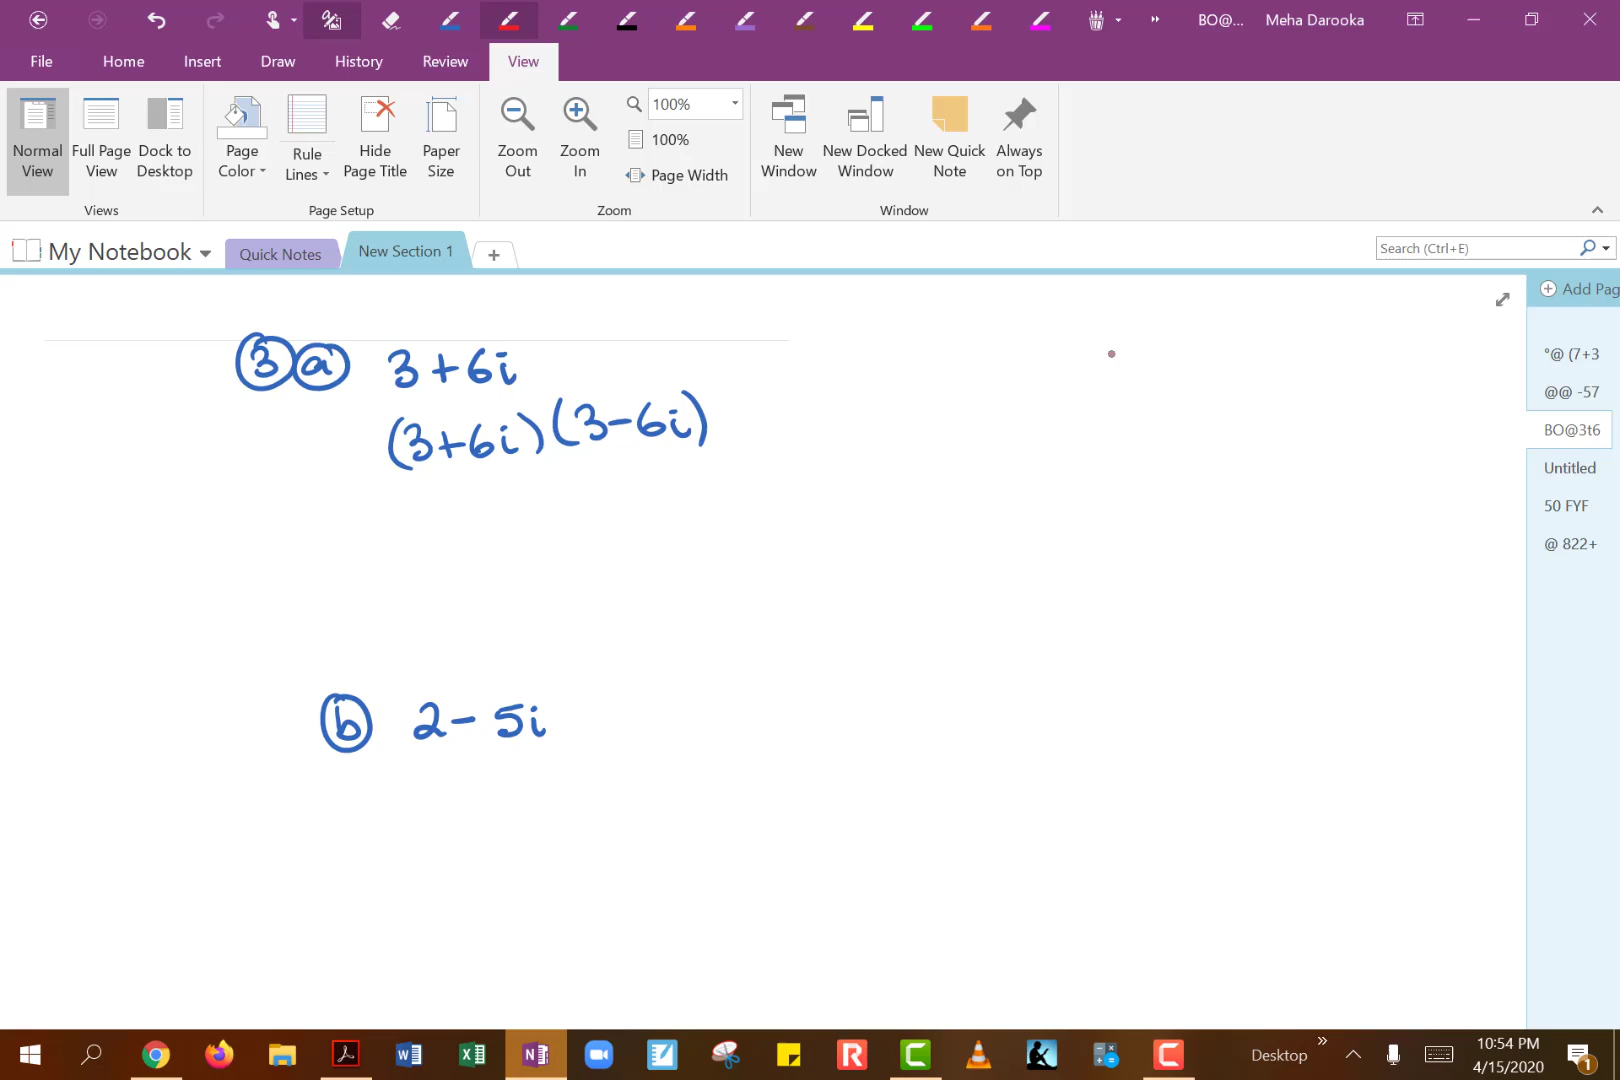 BO@... Meha Darooka
File Home Insert Draw History Review View
Normal View Full Page View Dock to Desktop Page Color Rule Lines Hide Page Title Paper Size Zoom Out Zoom In 100% 100% Page Width New Window New Docked Window New Quick Note Always on Top
Views Page Setup Zoom Window
My Notebook Quick Notes New Section 1 + Search (Ctrl+E)
Add Pag
°@ (7+3
@@ -57
BO@3t6
Untitled
50 FYF
@ 822+
3 a 3 + 6i
(3+6i)(3-6i)
b 2 - 5i
Desktop 10:54 PM
4/15/2020
1